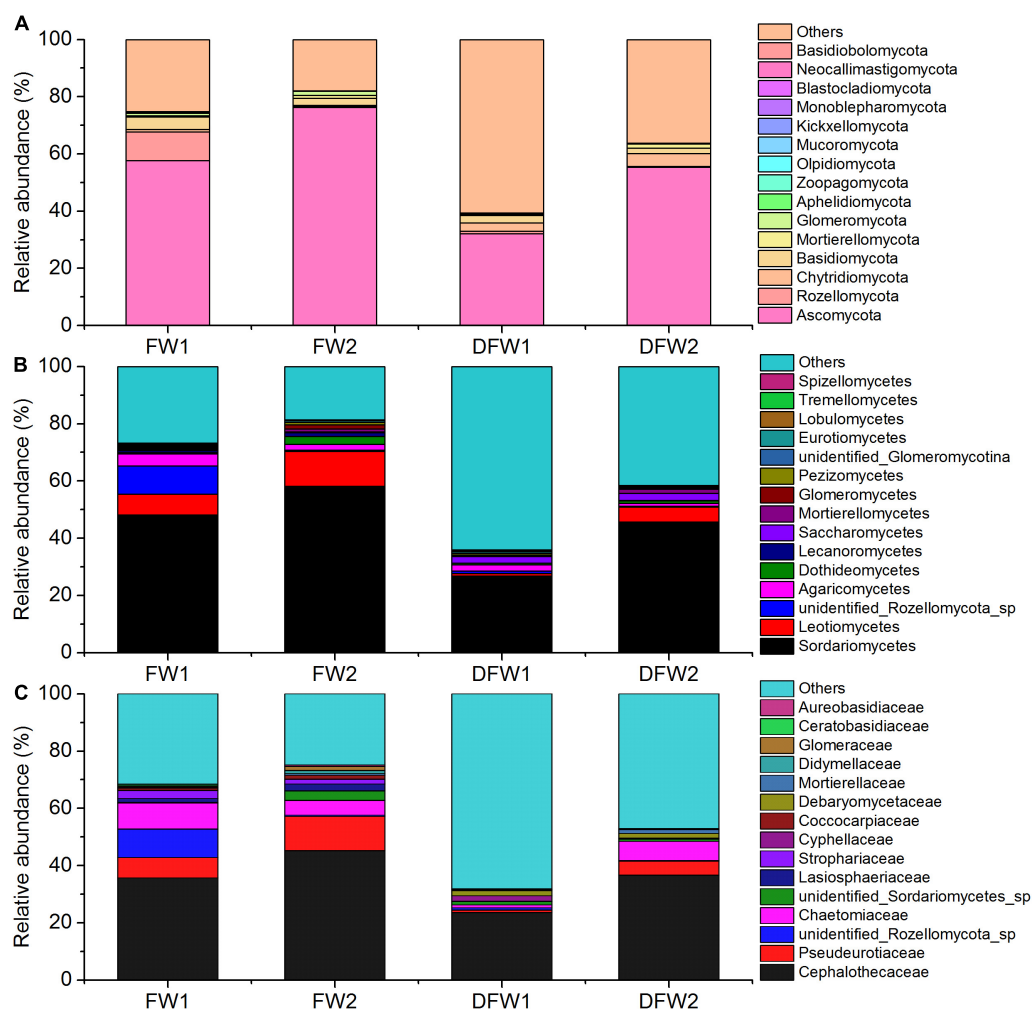 A
Relative abundance (%)
100
80
60
40
20
0
FW1
FW2
DFW1
DFW2
Others
Basidiobolomycota
Neocallimastigomycota
Blastocladiomycota
Monoblepharomycota
Kickxellomycota
Mucoromycota
Olpidiomycota
Zoopagomycota
Aphelidiomycota
Glomeromycota
Mortierellomycota
Basidiomycota
Chytridiomycota
Rozellomycota
Ascomycota
B
Relative abundance (%)
100
80
60
40
20
0
FW1
FW2
DFW1
DFW2
Others
Spizellomycetes
Tremellomycetes
Lobulomycetes
Eurotiomycetes
unidentified_Glomeromycotina
Pezizomycetes
Glomeromycetes
Mortierellomycetes
Saccharomycetes
Lecanoromycetes
Dothideomycetes
Agaricomycetes
unidentified_Rozellomycota_sp
Leotiomycetes
Sordariomycetes
C
Relative abundance (%)
100
80
60
40
20
0
FW1
FW2
DFW1
DFW2
Others
Aureobasidiaceae
Ceratobasidiaceae
Glomeraceae
Didymellaceae
Mortierellaceae
Debaryomycetaceae
Coccocarpiaceae
Cyphellaceae
Strophariaceae
Lasiosphaeriaceae
unidentified_Sordariomycetes_sp
Chaetomiaceae
unidentified_Rozellomycota_sp
Pseudeurotiaceae
Cephalothecaceae